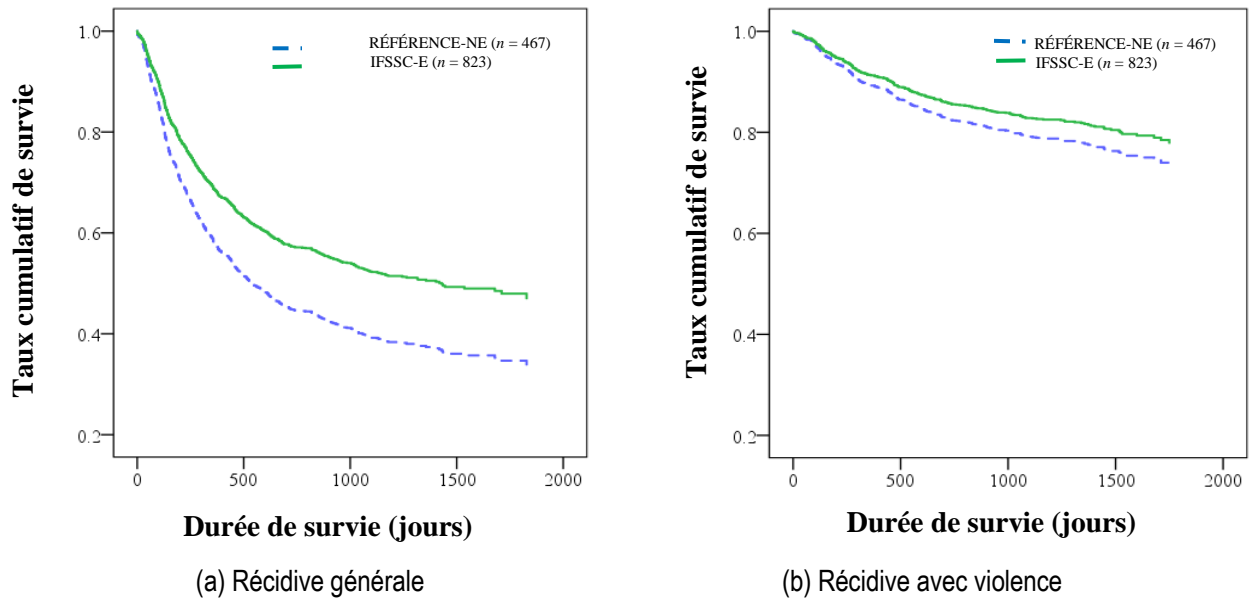 RÉFÉRENCE-NE (n = 467)
IFSSC-E (n = 823)
Taux cumulatif de survie
1.0
0.8
0.6
0.4
0.2
0 500 1000 1500 2000
Durée de survie (jours)
(a) Récidive générale
RÉFÉRENCE-NE (n = 467)
IFSSC-E (n = 823)
Taux cumulatif de survie
1.0
0.8
0.6
0.4
0.2
0 500 1000 1500 2000
Durée de survie (jours)
(b) Récidive avec violence